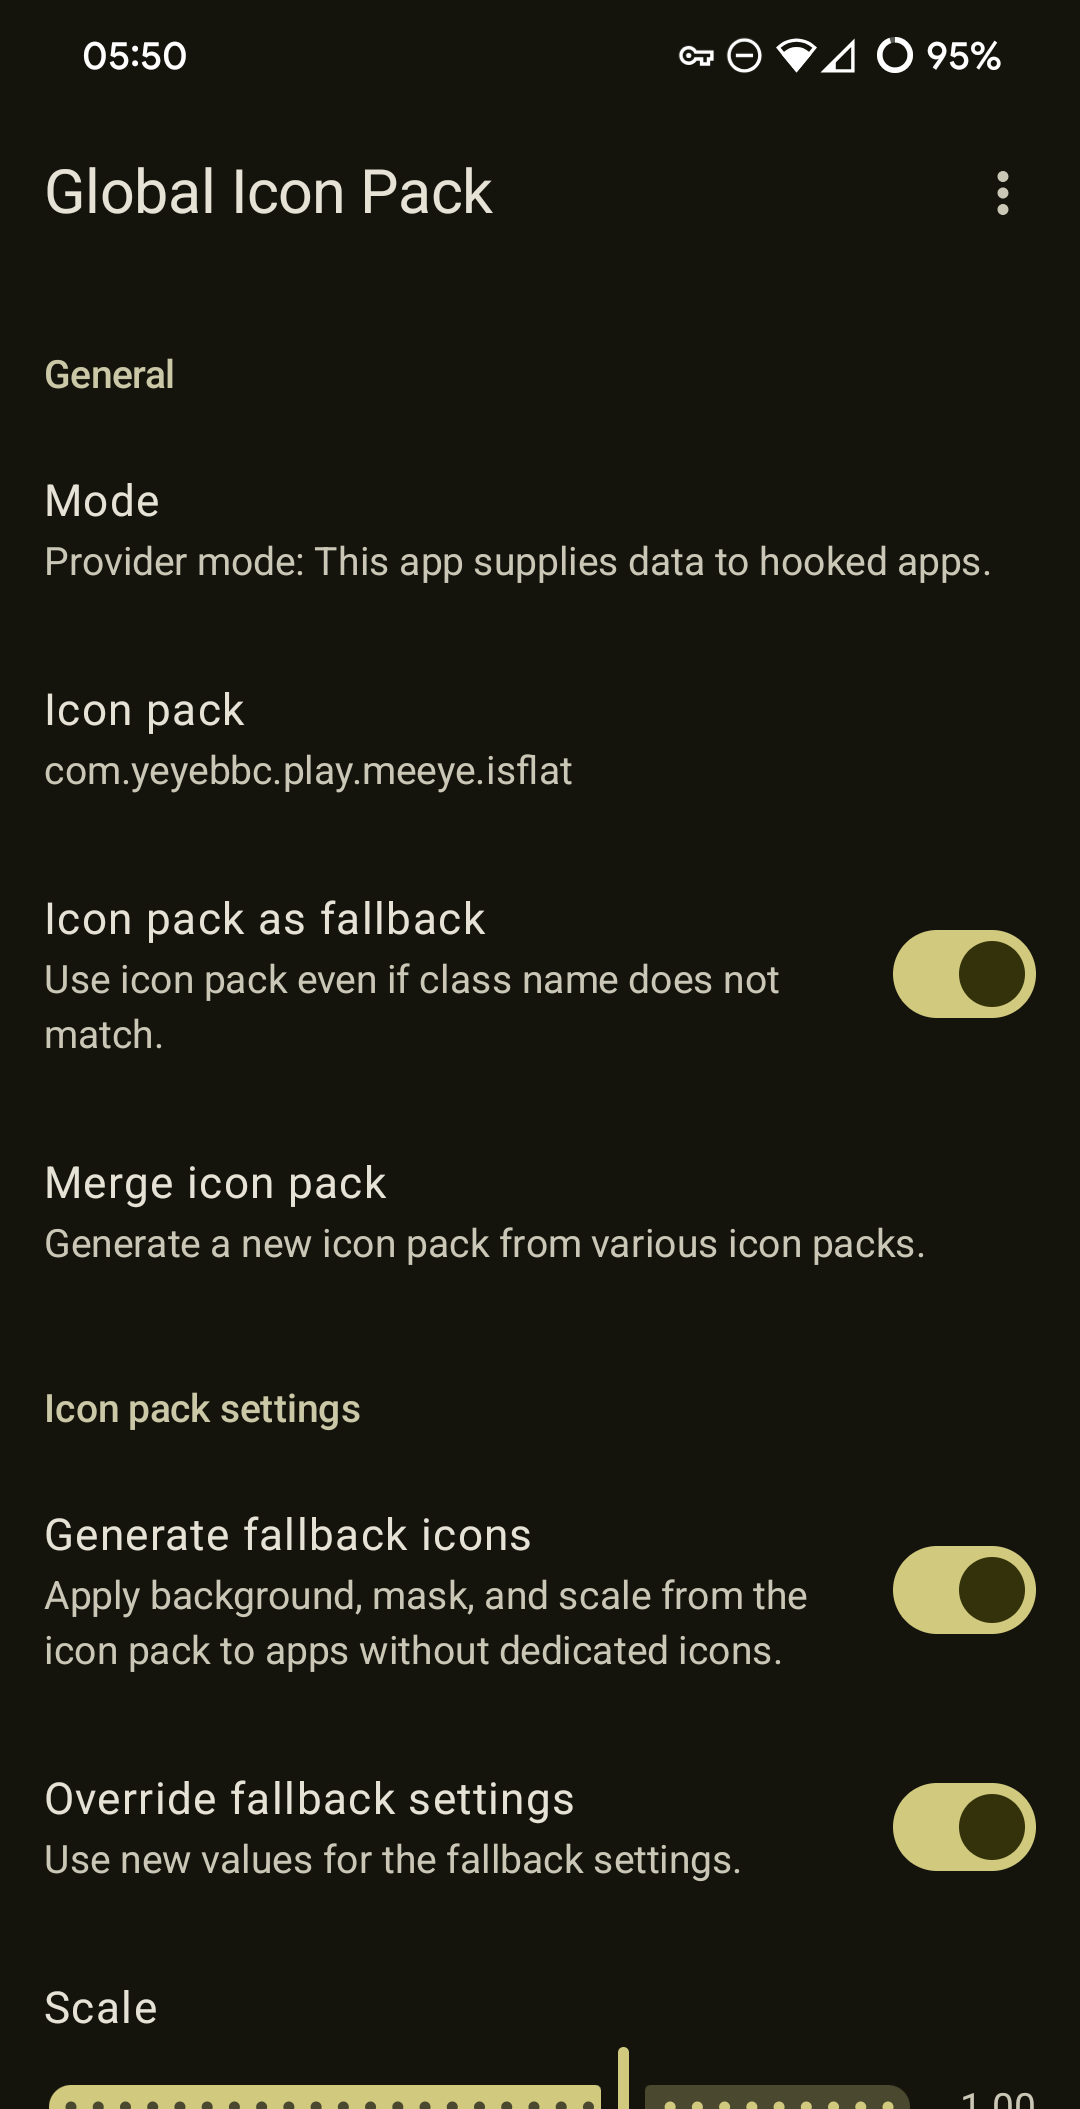 05:50
95%
Global Icon Pack
General
Mode
Provider mode: This app supplies data to hooked apps.
Icon pack
com.yeyebbc.play.meeye.isflat
Icon pack as fallback
Use icon pack even if class name does not
match.
Merge icon pack
Generate a new icon pack from various icon packs.
Icon pack settings
Generate fallback icons
Apply background, mask, and scale from the
icon pack to apps without dedicated icons.
Override fallback settings
Use new values for the fallback settings.
Scale
1.00